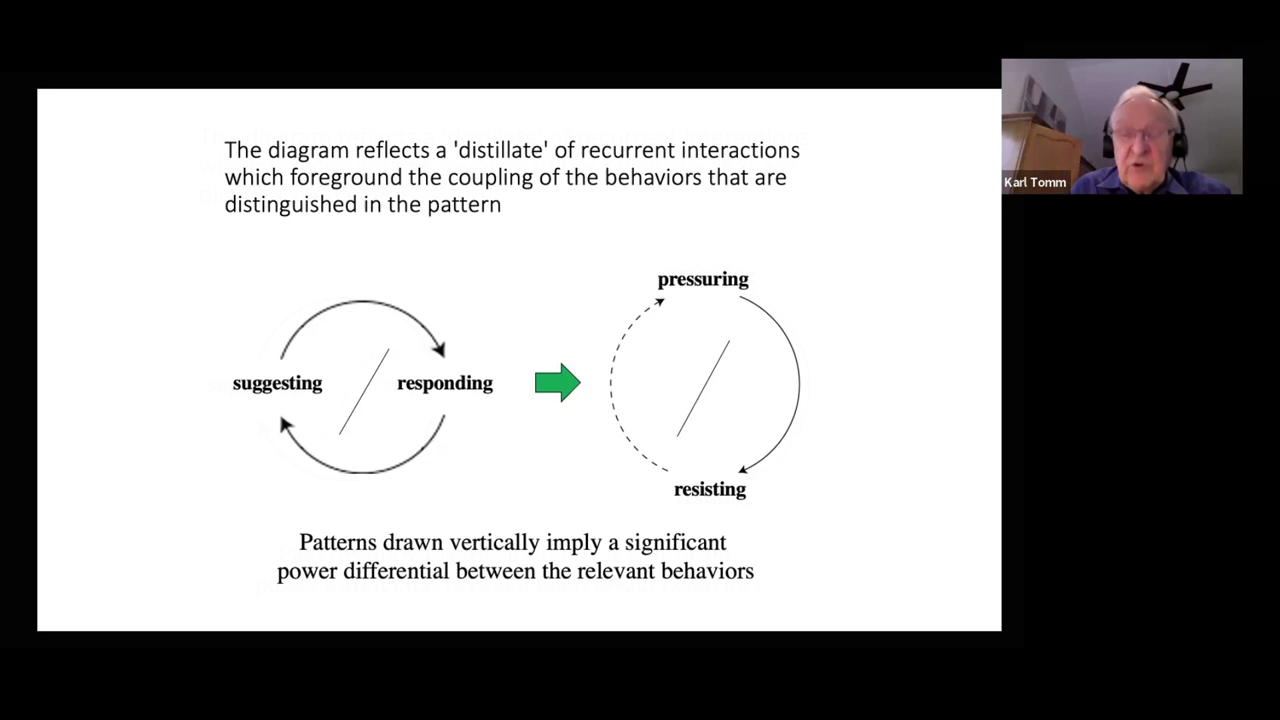 The diagram reflects a 'distillate' of recurrent interactions
which foreground the coupling of the behaviors that are
distinguished in the pattern
Karl Tomm
pressuring
suggesting
responding
resisting
Patterns drawn vertically imply a significant
power differential between the relevant behaviors